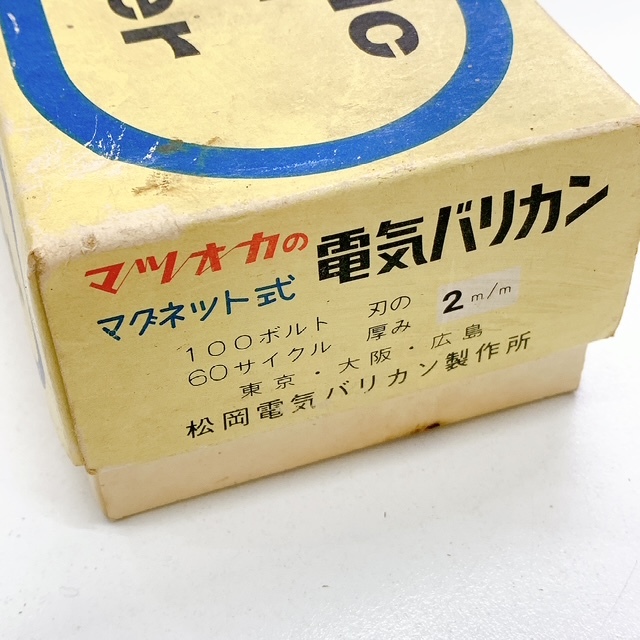 マツオカの 電気バリカン
マグネット式
100ボルト 刃の 2m/m
60サイクル 厚み
東京・大阪・広島
松岡電気バリカン製作所